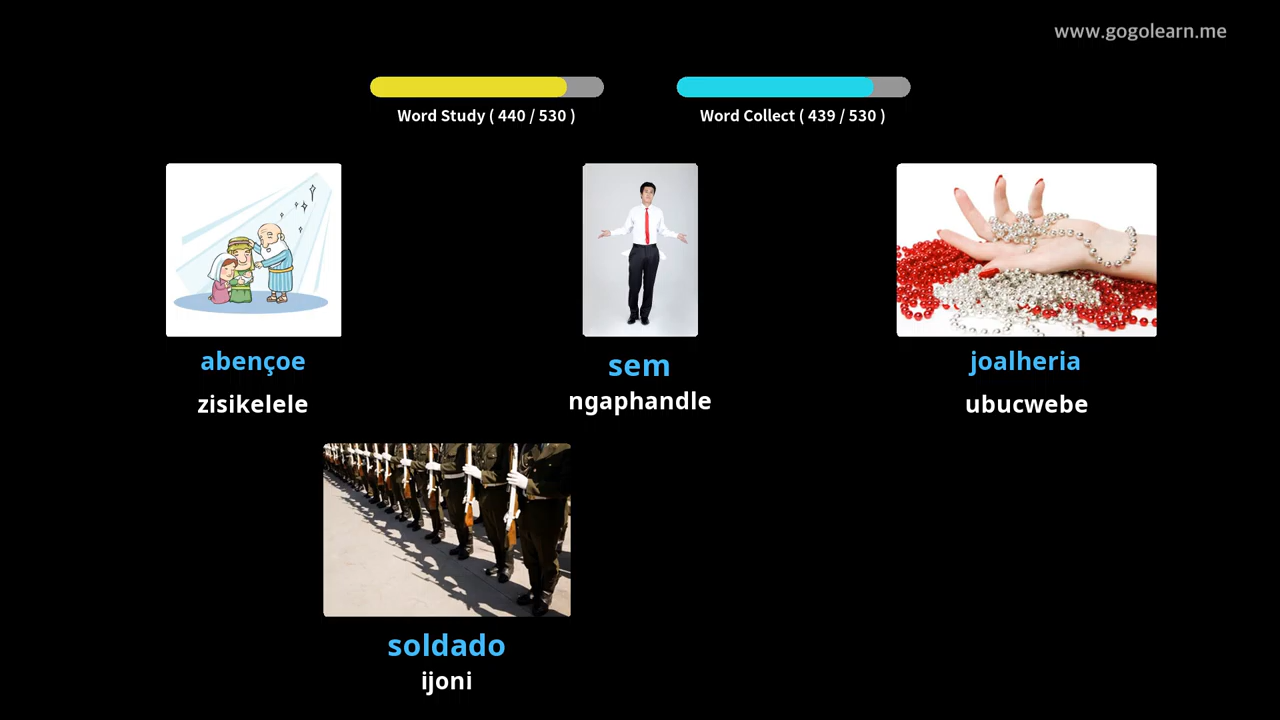 www.gogolearn.me
Word Study ( 440 / 530 )
Word Collect ( 439 / 530 )
abençoe
zisikelele
sem
ngaphandle
joalheria
ubucwebe
soldado
ijoni